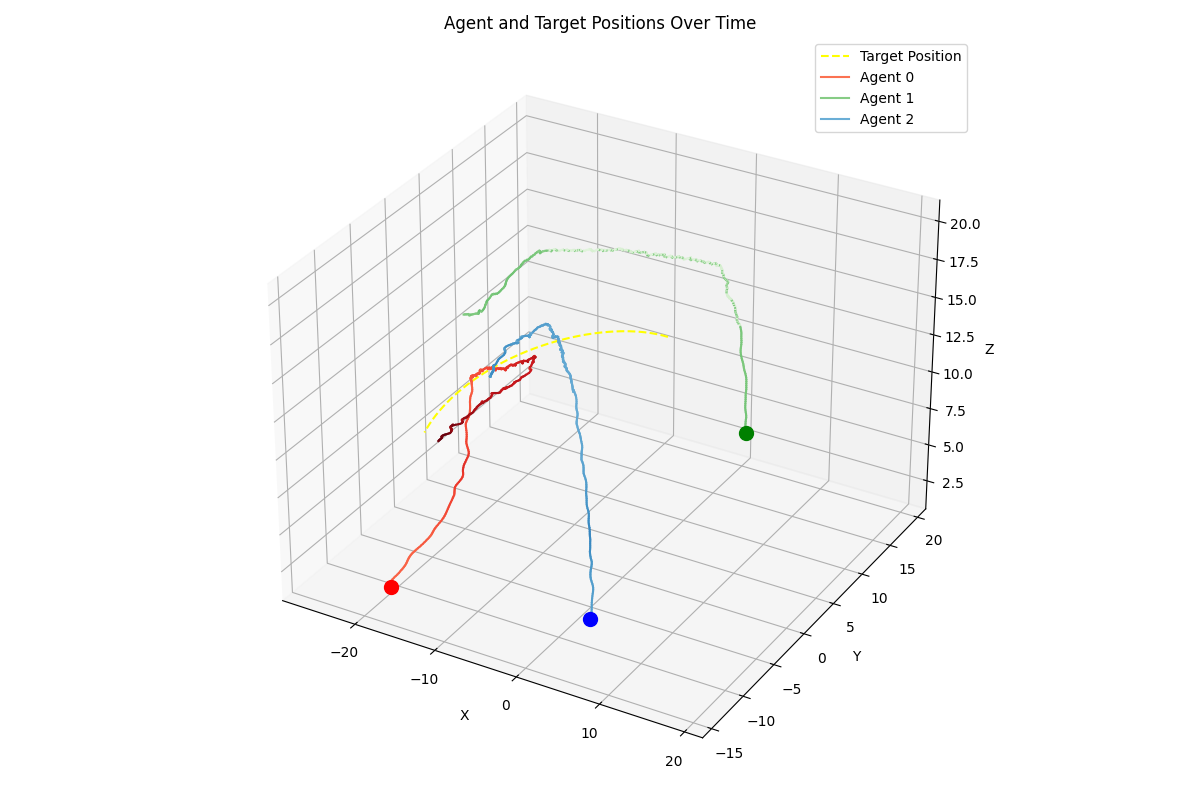 Agent and Target Positions Over Time
Target Position
Agent 0
Agent 1
Agent 2
20.0
17.5
15.0
12.5
Z
10.0
7.5
5.0
2.5
20
15
10
5
0
Y
−5
−10
−15
−20
−10
0
10
20
X